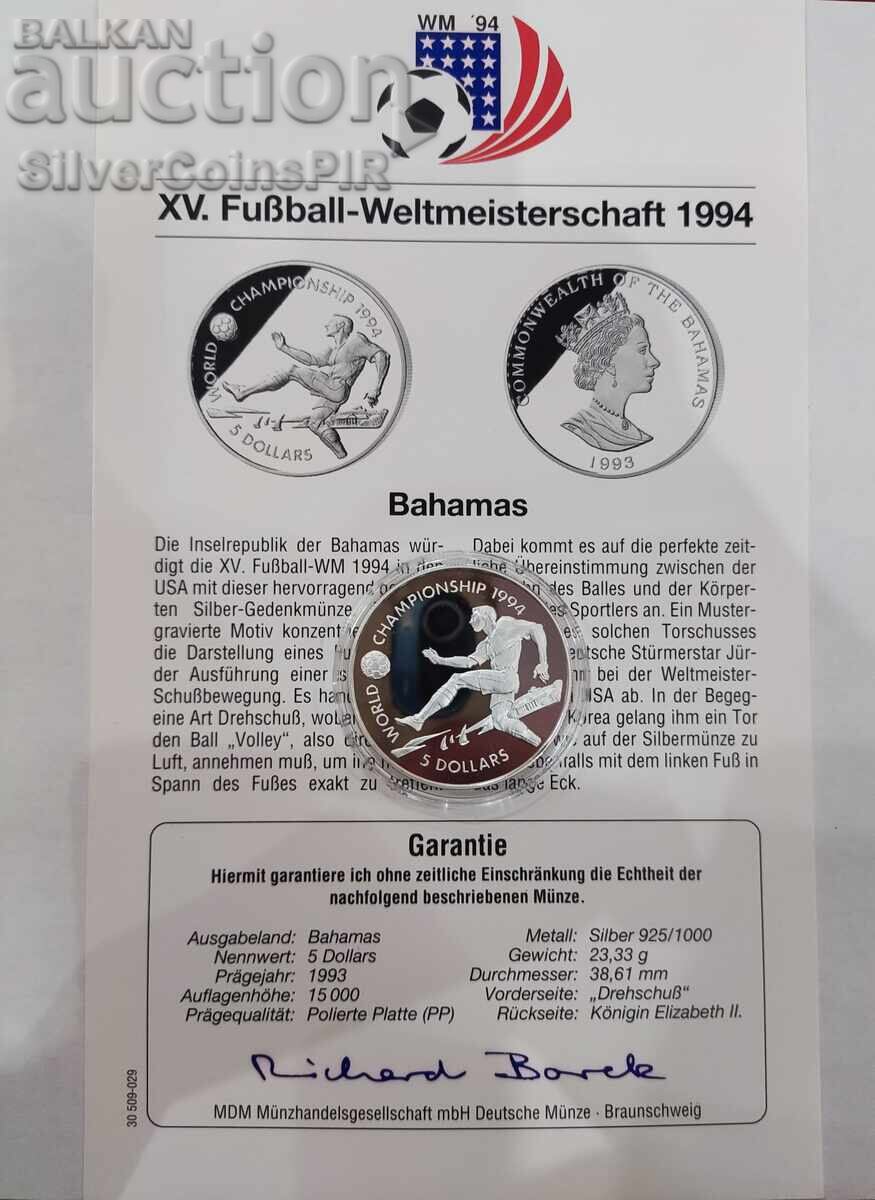 BALKAN
auction
SilverCoinsPIR
WM '94
XV. Fußball-Weltmeisterschaft 1994
WORLD CHAMPIONSHIP 1994
5 DOLLARS
COMMONWEALTH OF THE BAHAMAS
1993
Bahamas
Die Inselrepublik der Bahamas wür-
digt die XV. Fußball-WM 1994 in den
USA mit dieser hervorragend
ten Silber-Gedenkmünze
gravierte Motiv
die Darstellung eines
der Ausführung einer
Schußbewegung. Es
eine Art Drehschuß,
den Ball „Volley", also
Luft, annehmen muß, um
Spann des Fußes exakt zu
Dabei kommt es auf die perfekte zeit-
liche Übereinstimmung zwischen der
des Balles und der Körper-
Sportlers an. Ein Muster-
solchen Torschusses
Stürmerstar Jür-
bei der Weltmeister-
USA ab. In der Begeg-
Korea gelang ihm ein Tor
auf der Silbermünze zu
mit dem linken Fuß in
lange Eck.
WORLD CHAMPIONSHIP 1994
5 DOLLARS
Garantie
Hiermit garantiere ich ohne zeitliche Einschränkung die Echtheit der
nachfolgend beschriebenen Münze.
Ausgabeland: Bahamas
Nennwert: 5 Dollars
Prägejahr: 1993
Auflagenhöhe: 15 000
Prägequalität: Polierte Platte (PP)
Metall: Silber 925/1000
Gewicht: 23,33 g
Durchmesser: 38,61 mm
Vorderseite: „Drehschuß"
Rückseite: Königin Elizabeth II.
Richard Borek
MDM Münzhandelsgesellschaft mbH Deutsche Münze · Braunschweig
30 509-029